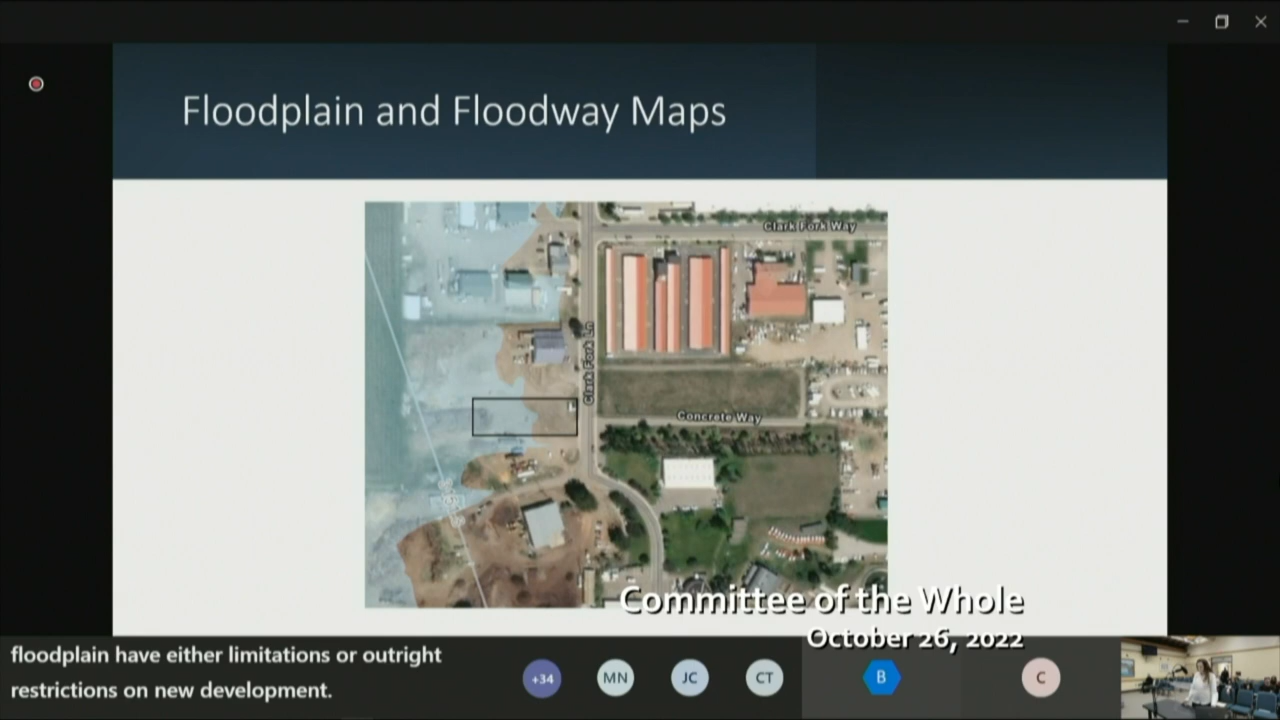 Floodplain and Floodway Maps
Clark Fork Way
Clark Fork Ln
Concrete Way
Committee of the Whole
October 26, 2022
floodplain have either limitations or outright
restrictions on new development.
+34
MN
JC
CT
B
C